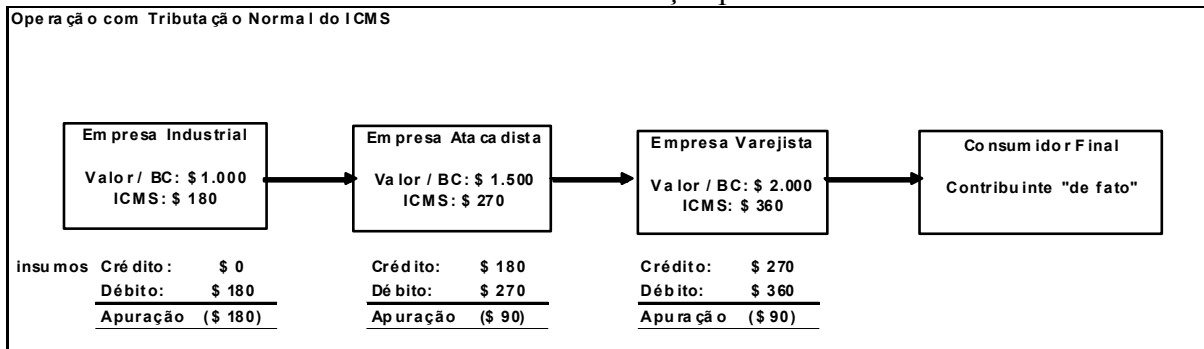 Operação com Tributação Normal do ICMS
Empresa Industrial
Valor / BC: $ 1.000
ICMS: $ 180
Empresa Atacadista
Valor / BC: $ 1.500
ICMS: $ 270
Empresa Varejista
Valor / BC: $ 2.000
ICMS: $ 360
Consumidor Final
Contribuinte "de fato"
insumos Crédito: $ 0
Débito: $ 180
Apuração ($ 180)
Crédito: $ 180
Débito: $ 270
Apuração ($ 90)
Crédito: $ 270
Débito: $ 360
Apuração ($ 90)